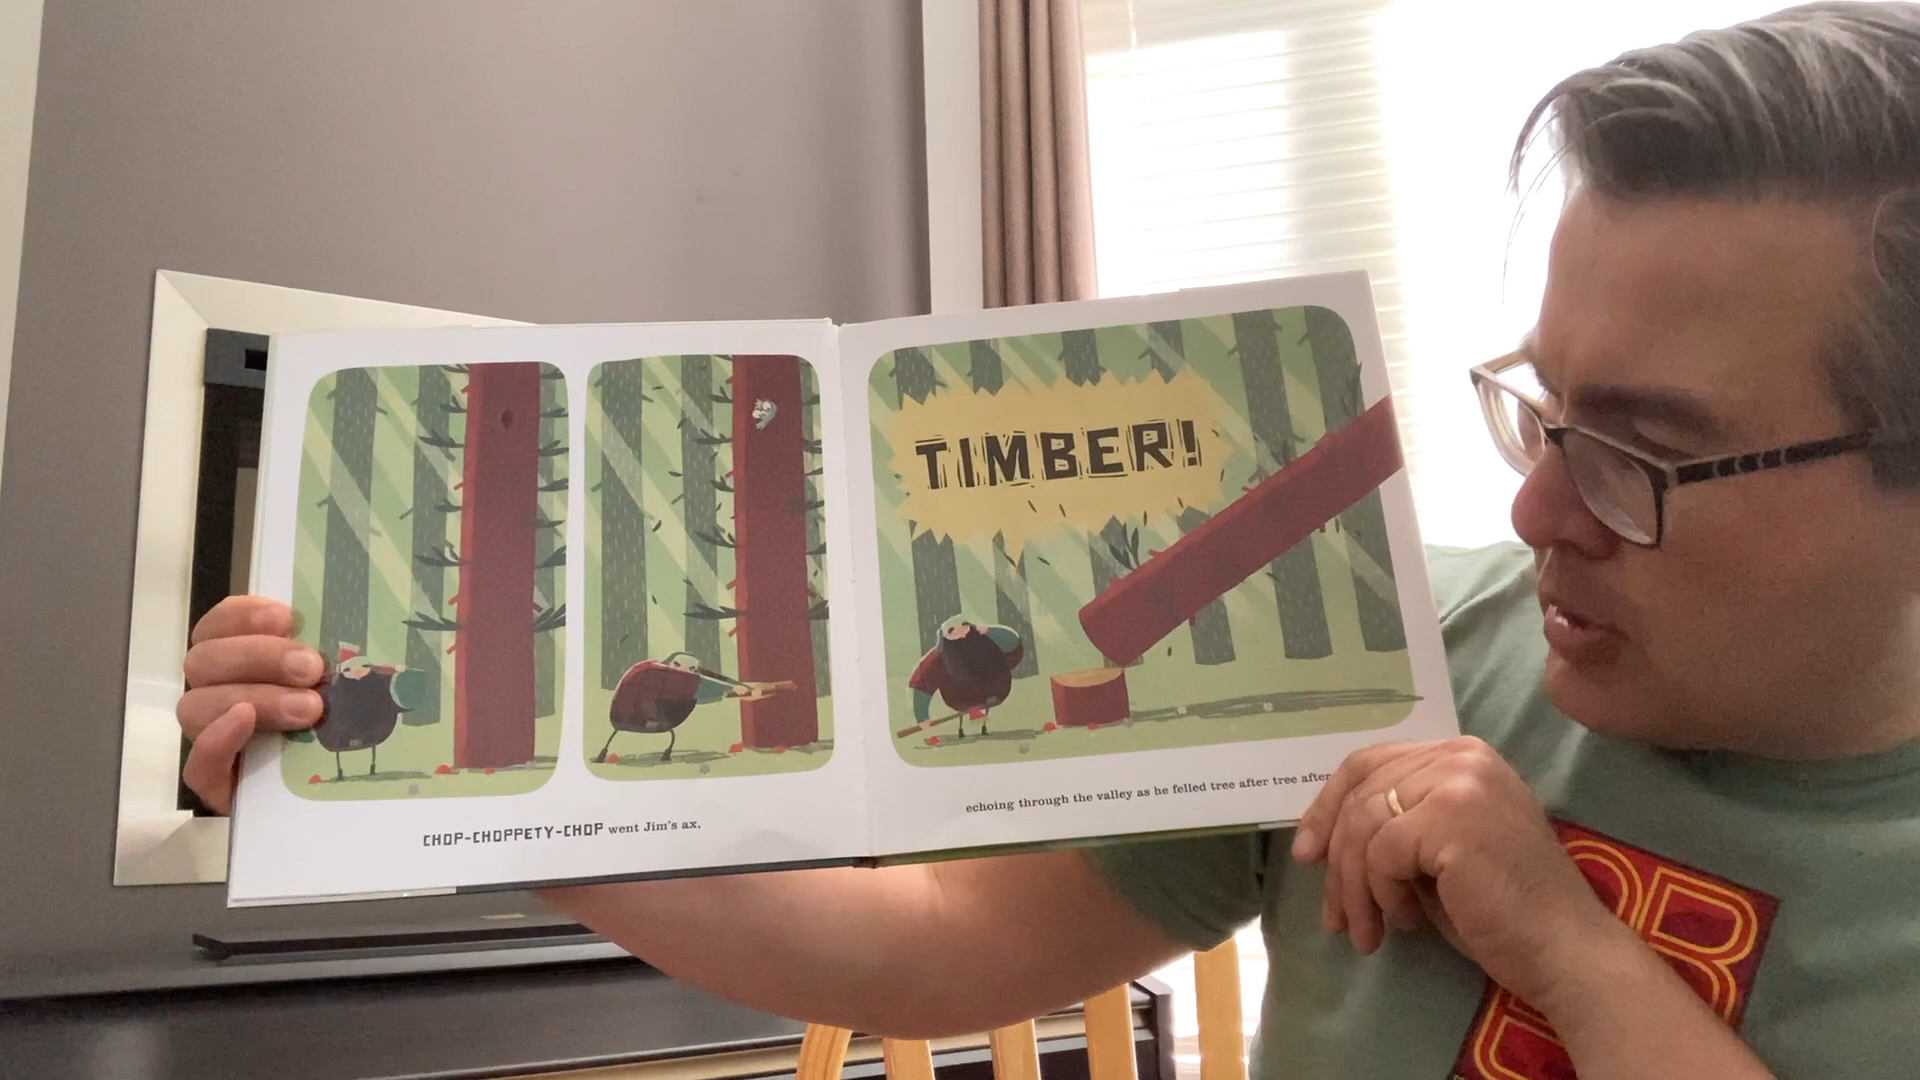 CHOP-CHOPPETY-CHOP went Jim's ax,
TIMBER!
echoing through the valley as he felled tree after tree after